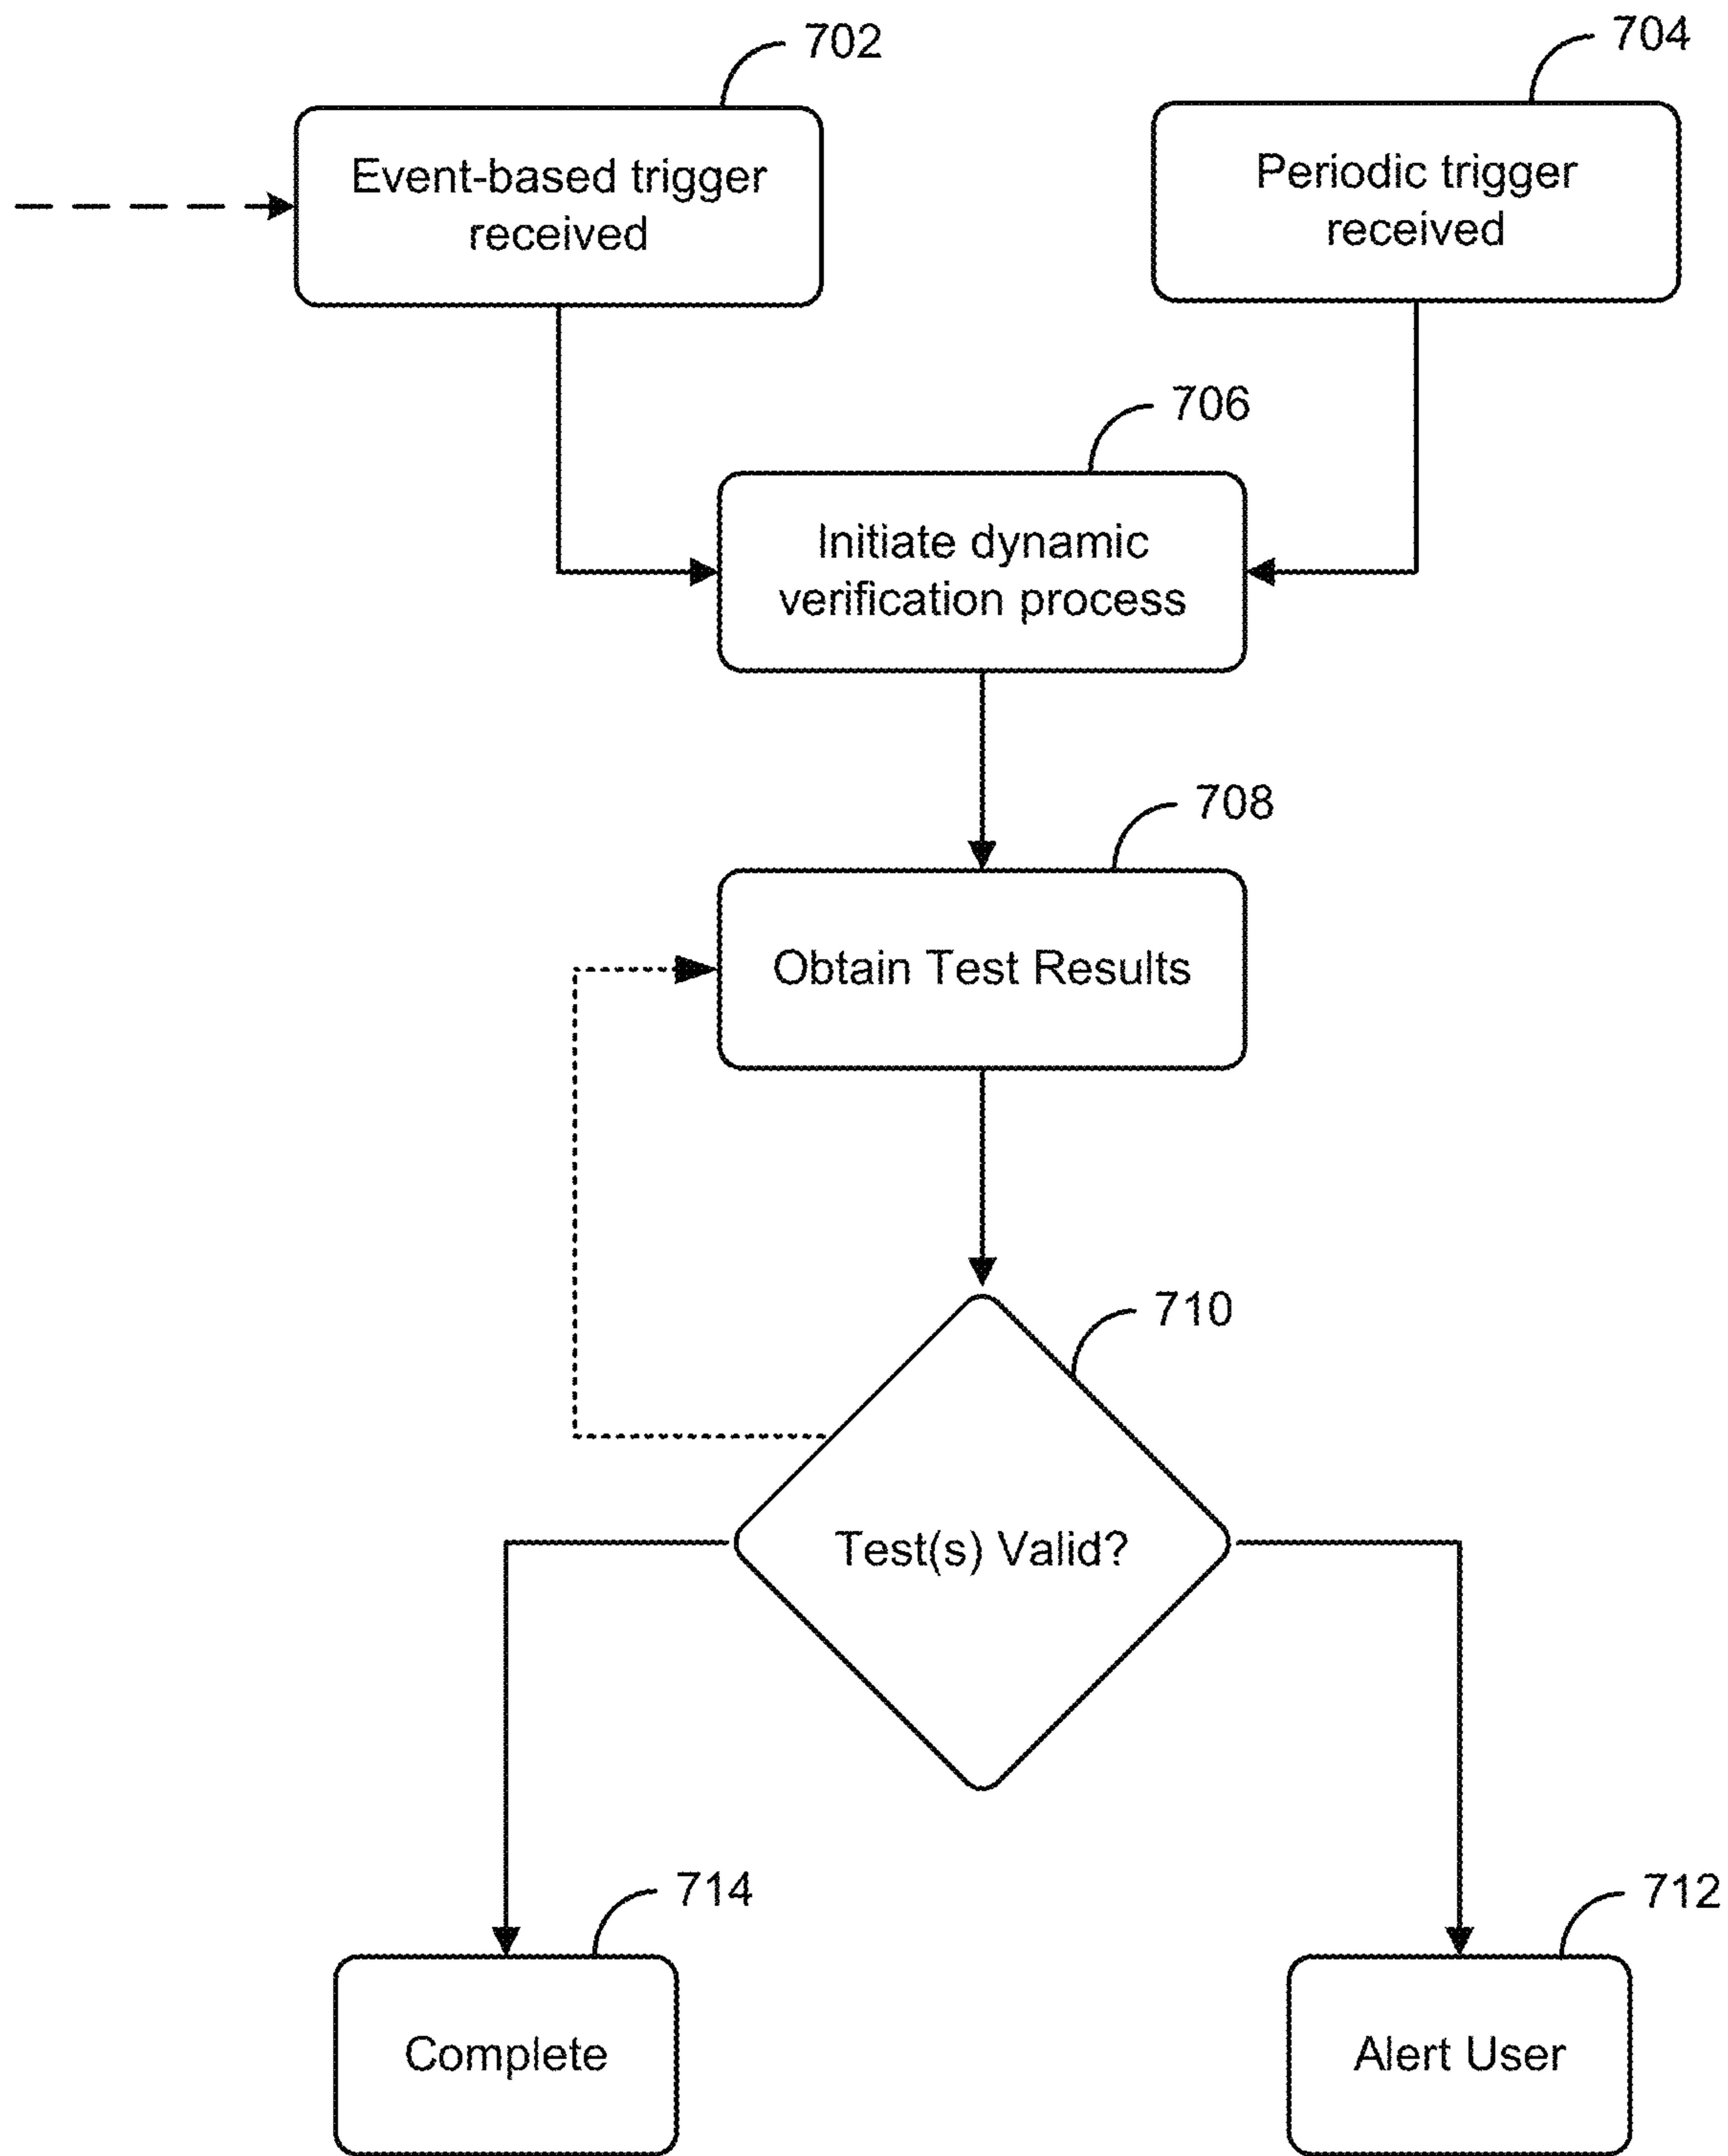 702
704
Event-based trigger
received
Periodic trigger
received
706
Initiate dynamic
verification process
708
Obtain Test Results
710
Test(s) Valid?
714
712
Complete
Alert User